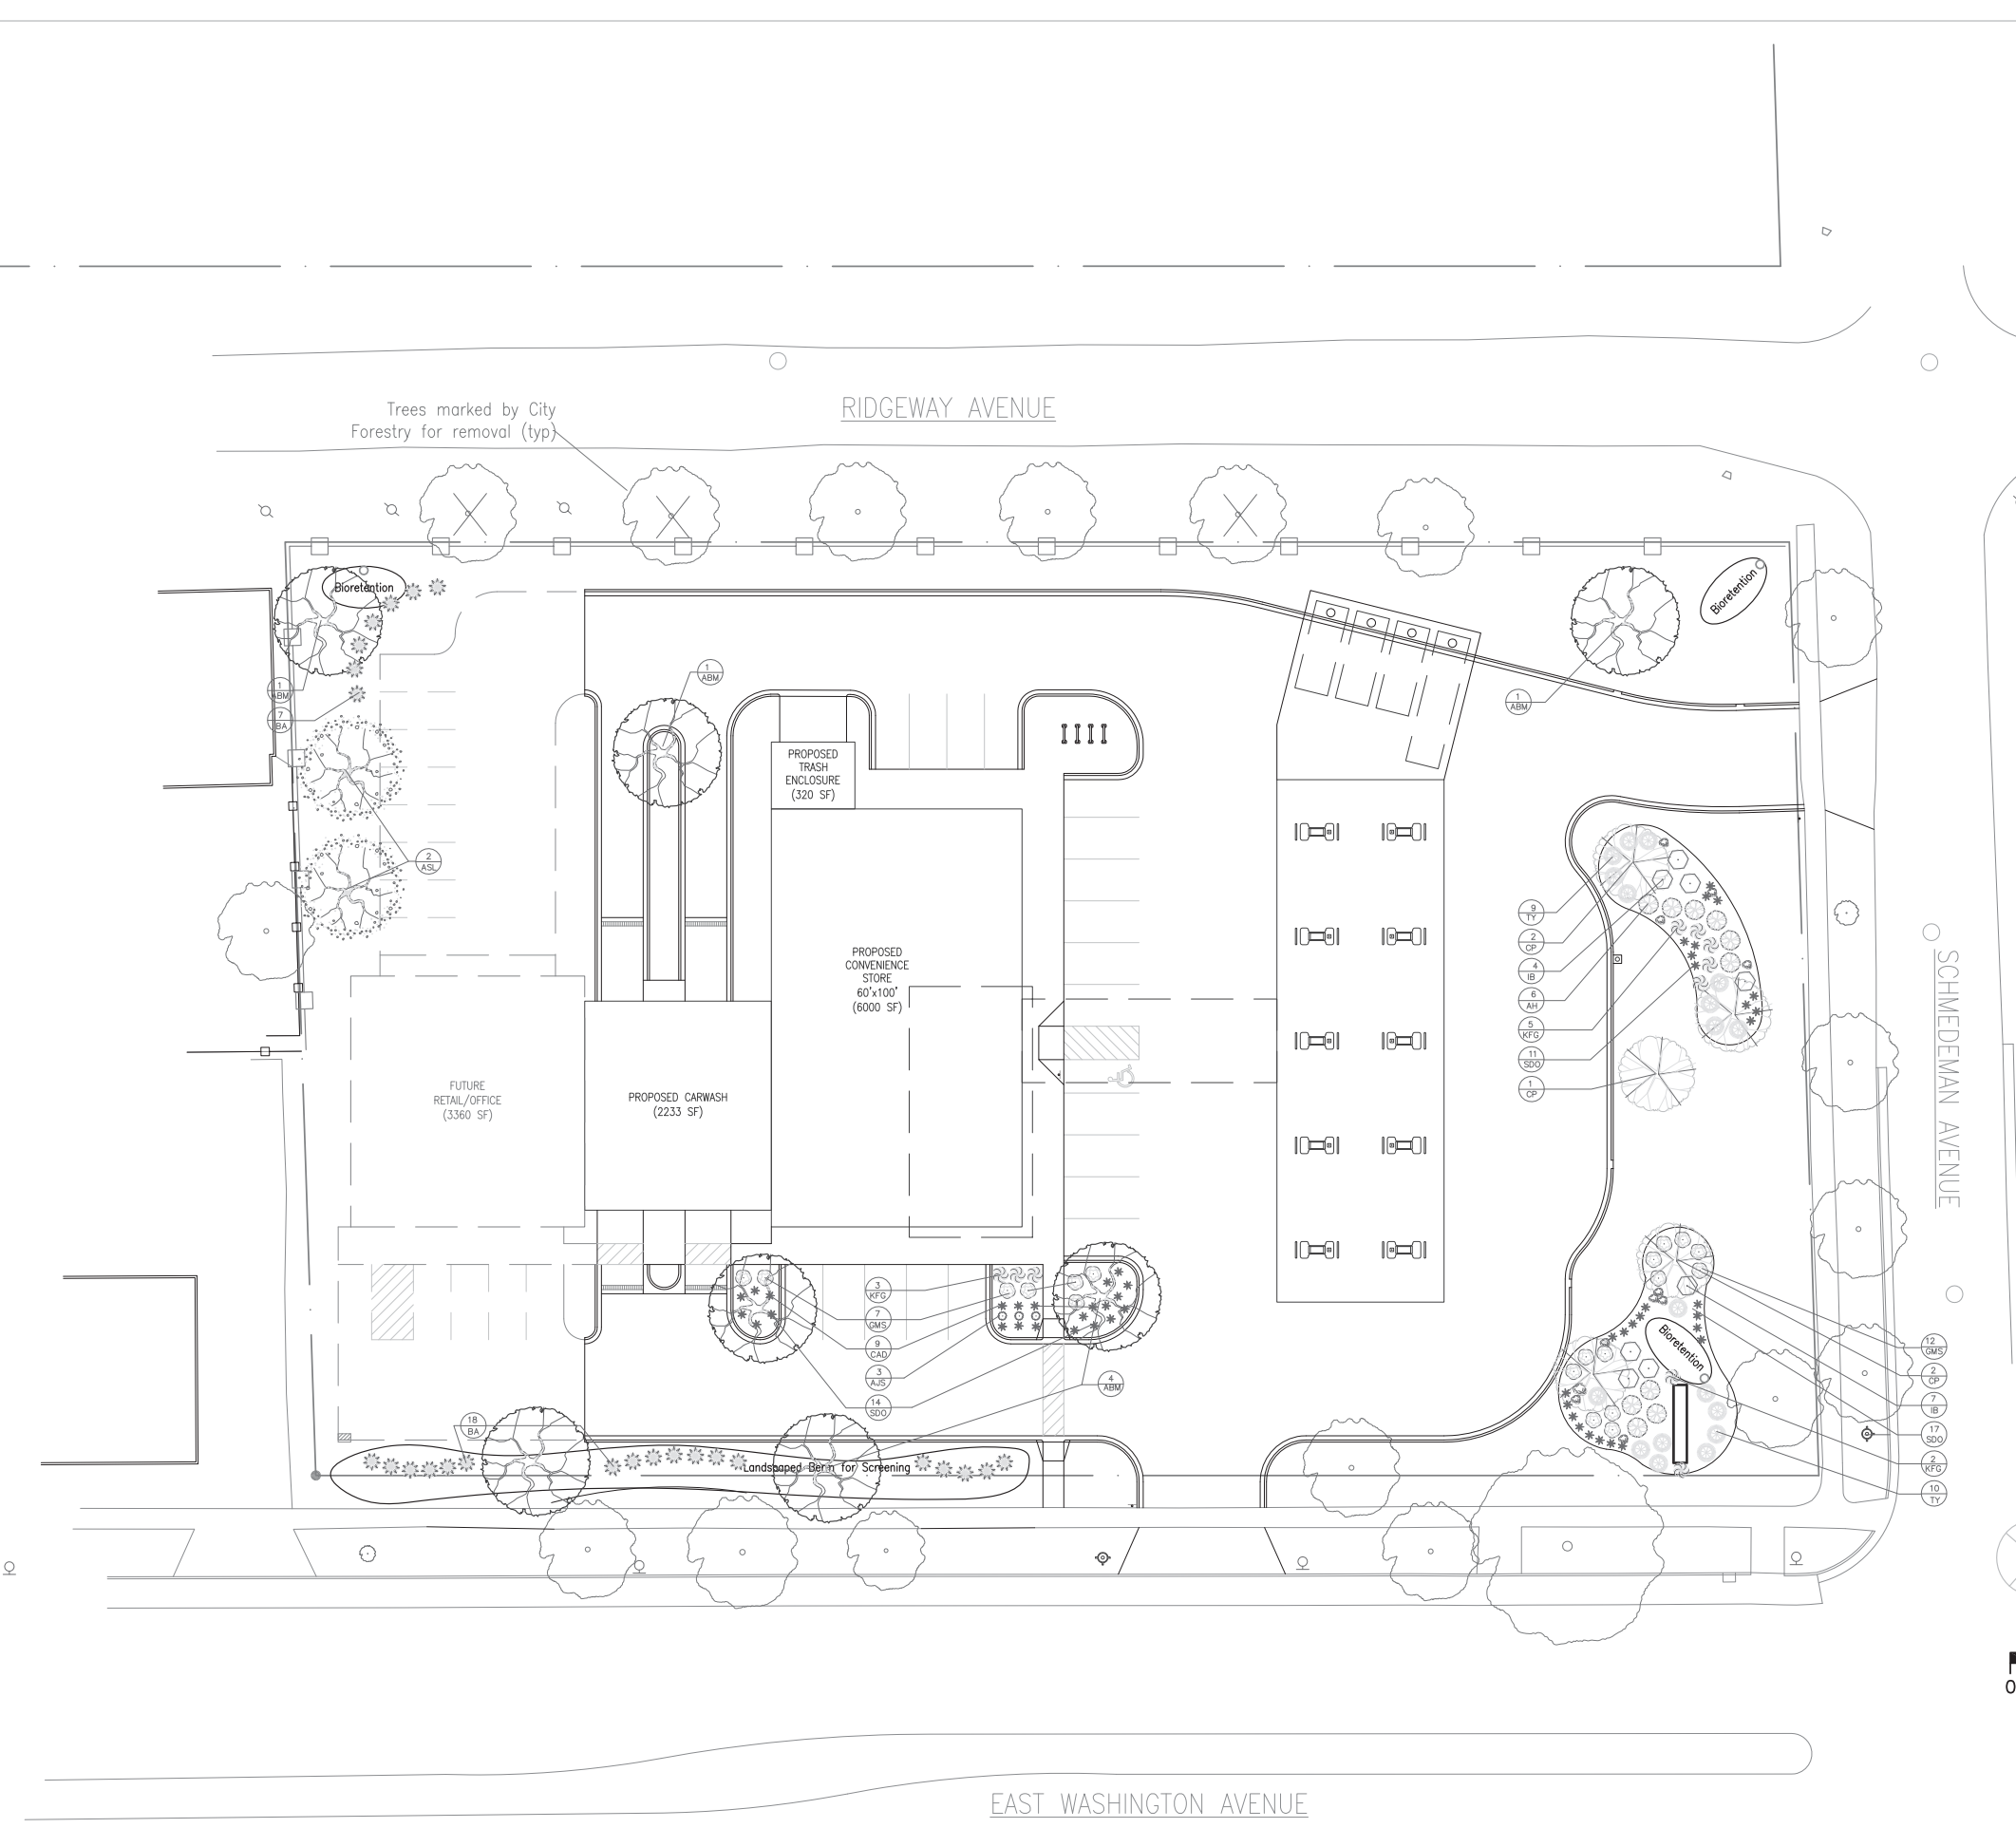 Trees marked by City
Forestry for removal (typ)
RIDGEWAY AVENUE
Bioretention
Bioretention
1
ABM
7
BA
1
ABM
1
ABM
PROPOSED
TRASH
ENCLOSURE
(320 SF)
2
ASL
PROPOSED
CONVENIENCE
STORE
60'x100'
(6000 SF)
9
TY
2
CP
4
IB
6
AH
5
KFG
11
SDO
1
CP
SCHMEDEMAN AVENUE
FUTURE
RETAIL/OFFICE
(3360 SF)
PROPOSED CARWASH
(2233 SF)
3
KFG
7
GMS
9
CAD
3
AJS
14
SDO
4
ABM
18
BA
Landscaped Berm for Screening
Bioretention
12
GMS
2
CP
7
IB
17
SDO
2
KFG
10
TY
0
EAST WASHINGTON AVENUE